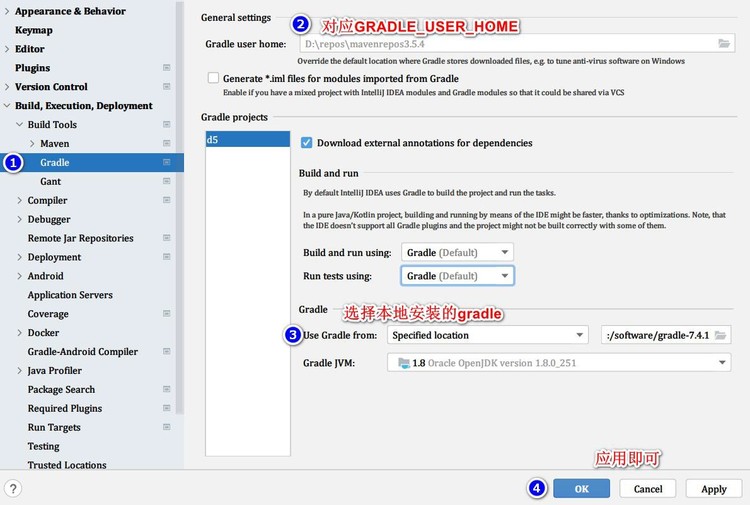 Appearance & Behavior
Keymap
Editor
Plugins
Version Control
Build, Execution, Deployment
Build Tools
Maven
1
Gradle
Gant
Compiler
Debugger
Remote Jar Repositories
Deployment
Android
Application Servers
Coverage
Docker
Gradle-Android Compiler
Java Profiler
Package Search
Required Plugins
Run Targets
Testing
Trusted Locations
?
General settings
2 对应GRADLE_USER_HOME
Gradle user home: D:\repos\mavenrepos3.5.4
Override the default location where Gradle stores downloaded files, e.g. to tune anti-virus software on Windows
Generate *.iml files for modules imported from Gradle
Enable if you have a mixed project with IntelliJ IDEA modules and Gradle modules so that it could be shared via VCS
Gradle projects
d5
Download external annotations for dependencies
Build and run
By default IntelliJ IDEA uses Gradle to build the project and run the tasks.
In a pure Java/Kotlin project, building and running by means of the IDE might be faster, thanks to optimizations. Note, that
the IDE doesn't support all Gradle plugins and the project might not be built correctly with some of them.
Build and run using: Gradle (Default)
Run tests using: Gradle (Default)
Gradle
选择本地安装的gradle
3 Use Gradle from: Specified location :/software/gradle-7.4.1
Gradle JVM: 1.8 Oracle OpenJDK version 1.8.0_251
应用即可
4 OK Cancel Apply